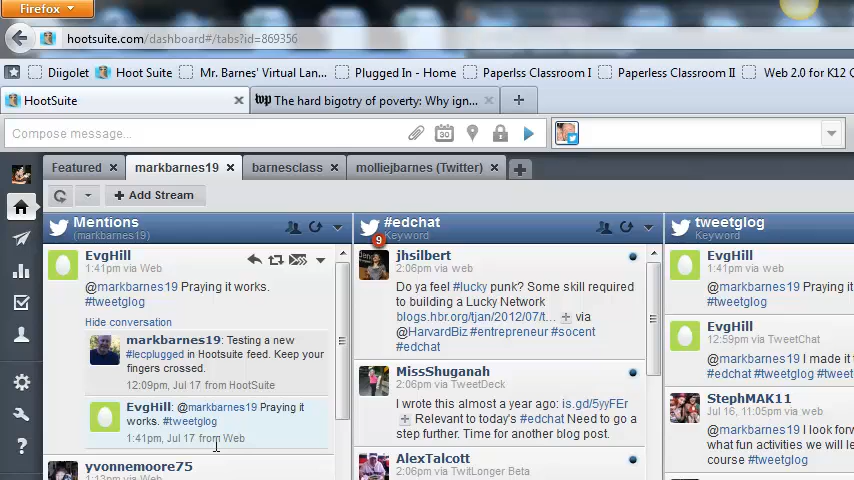 Firefox
hootsuite.com/dashboard#/tabs?id=869356
Diigolet
Hoot Suite
Mr. Barnes' Virtual Lan...
Plugged In - Home
Paperlss Classroom I
Paperless Classroom II
Web 2.0 for K12 C
HootSuite
The hard bigotry of poverty: Why ign...
Compose message...
30
Featured
markbarnes19
barnesclass
molliejbarnes (Twitter)
Add Stream
Mentions
(markbarnes19)
EvgHill
1:41pm via Web
@markbarnes19 Praying it works.
#tweetglog
Hide conversation
markbarnes19: Testing a new
#lecplugged in Hootsuite feed. Keep your
fingers crossed.
12:09pm, Jul 17 from HootSuite
EvgHill: @markbarnes19 Praying it
works. #tweetglog
1:41pm, Jul 17 from Web
yvonnemoore75
1:13pm via Web
#edchat
Keyword
9
jhsilbert
2:06pm via web
Do ya feel #lucky punk? Some skill required
to building a Lucky Network
blogs.hbr.org/tjan/2012/07/t... via
@HarvardBiz #entrepreneur #socent
#edchat
MissShuganah
2:06pm via TweetDeck
I wrote this almost a year ago: is.gd/5yyFEr
Relevant to today's #edchat Need to go a
step further. Time for another blog post.
AlexTalcott
2:06pm via TwitLonger Beta
tweetglog
Keyword
EvgHill
1:41pm via web
@markbarnes19 Pra
#tweetglog
EvgHill
12:59pm via TweetChat
@markbarnes19 I made it
#edchat #tweetglog #twee
StephMAK11
Jul 16, 11:05pm via web
@markbarnes19 I look forw
what fun activities we will le
course #tweetglog